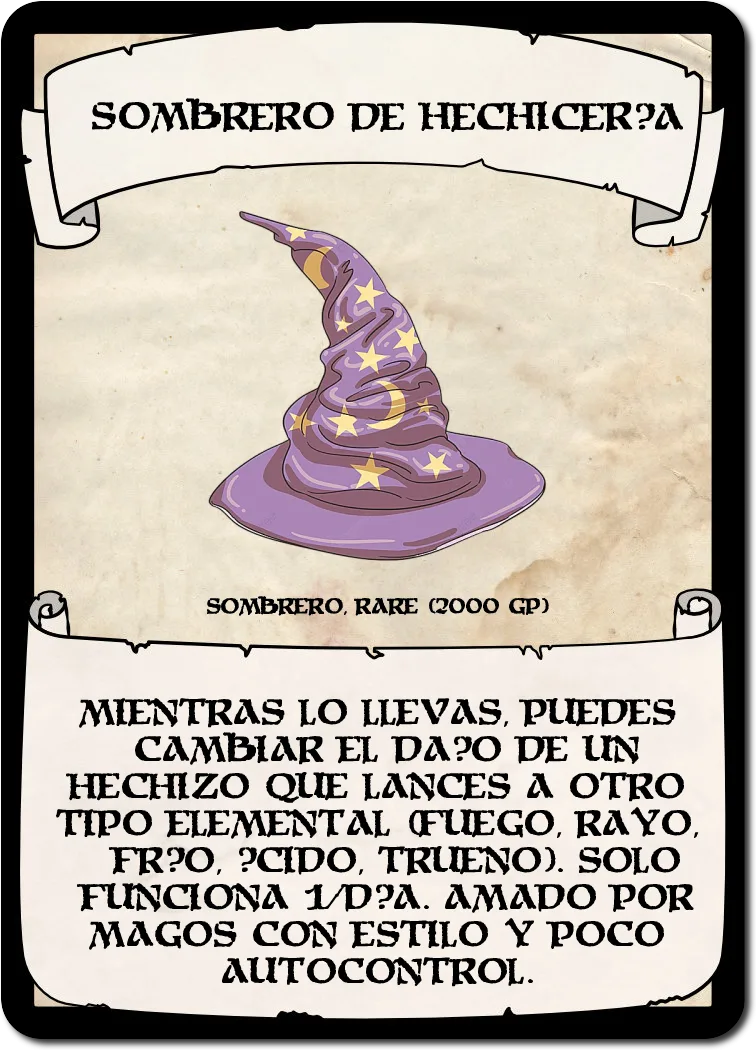 SOMBRERO DE HECHICER?A
SOMBRERO, RARE (2000 GP)
MIENTRAS LO LLEVAS, PUEDES
CAMBIAR EL DA?O DE UN
HECHIZO QUE LANCES A OTRO
TIPO ELEMENTAL (FUEGO, RAYO,
FR?O, ?CIDO, TRUENO). SOLO
FUNCIONA 1/D?A. AMADO POR
MAGOS CON ESTILO Y POCO
AUTOCONTROL.